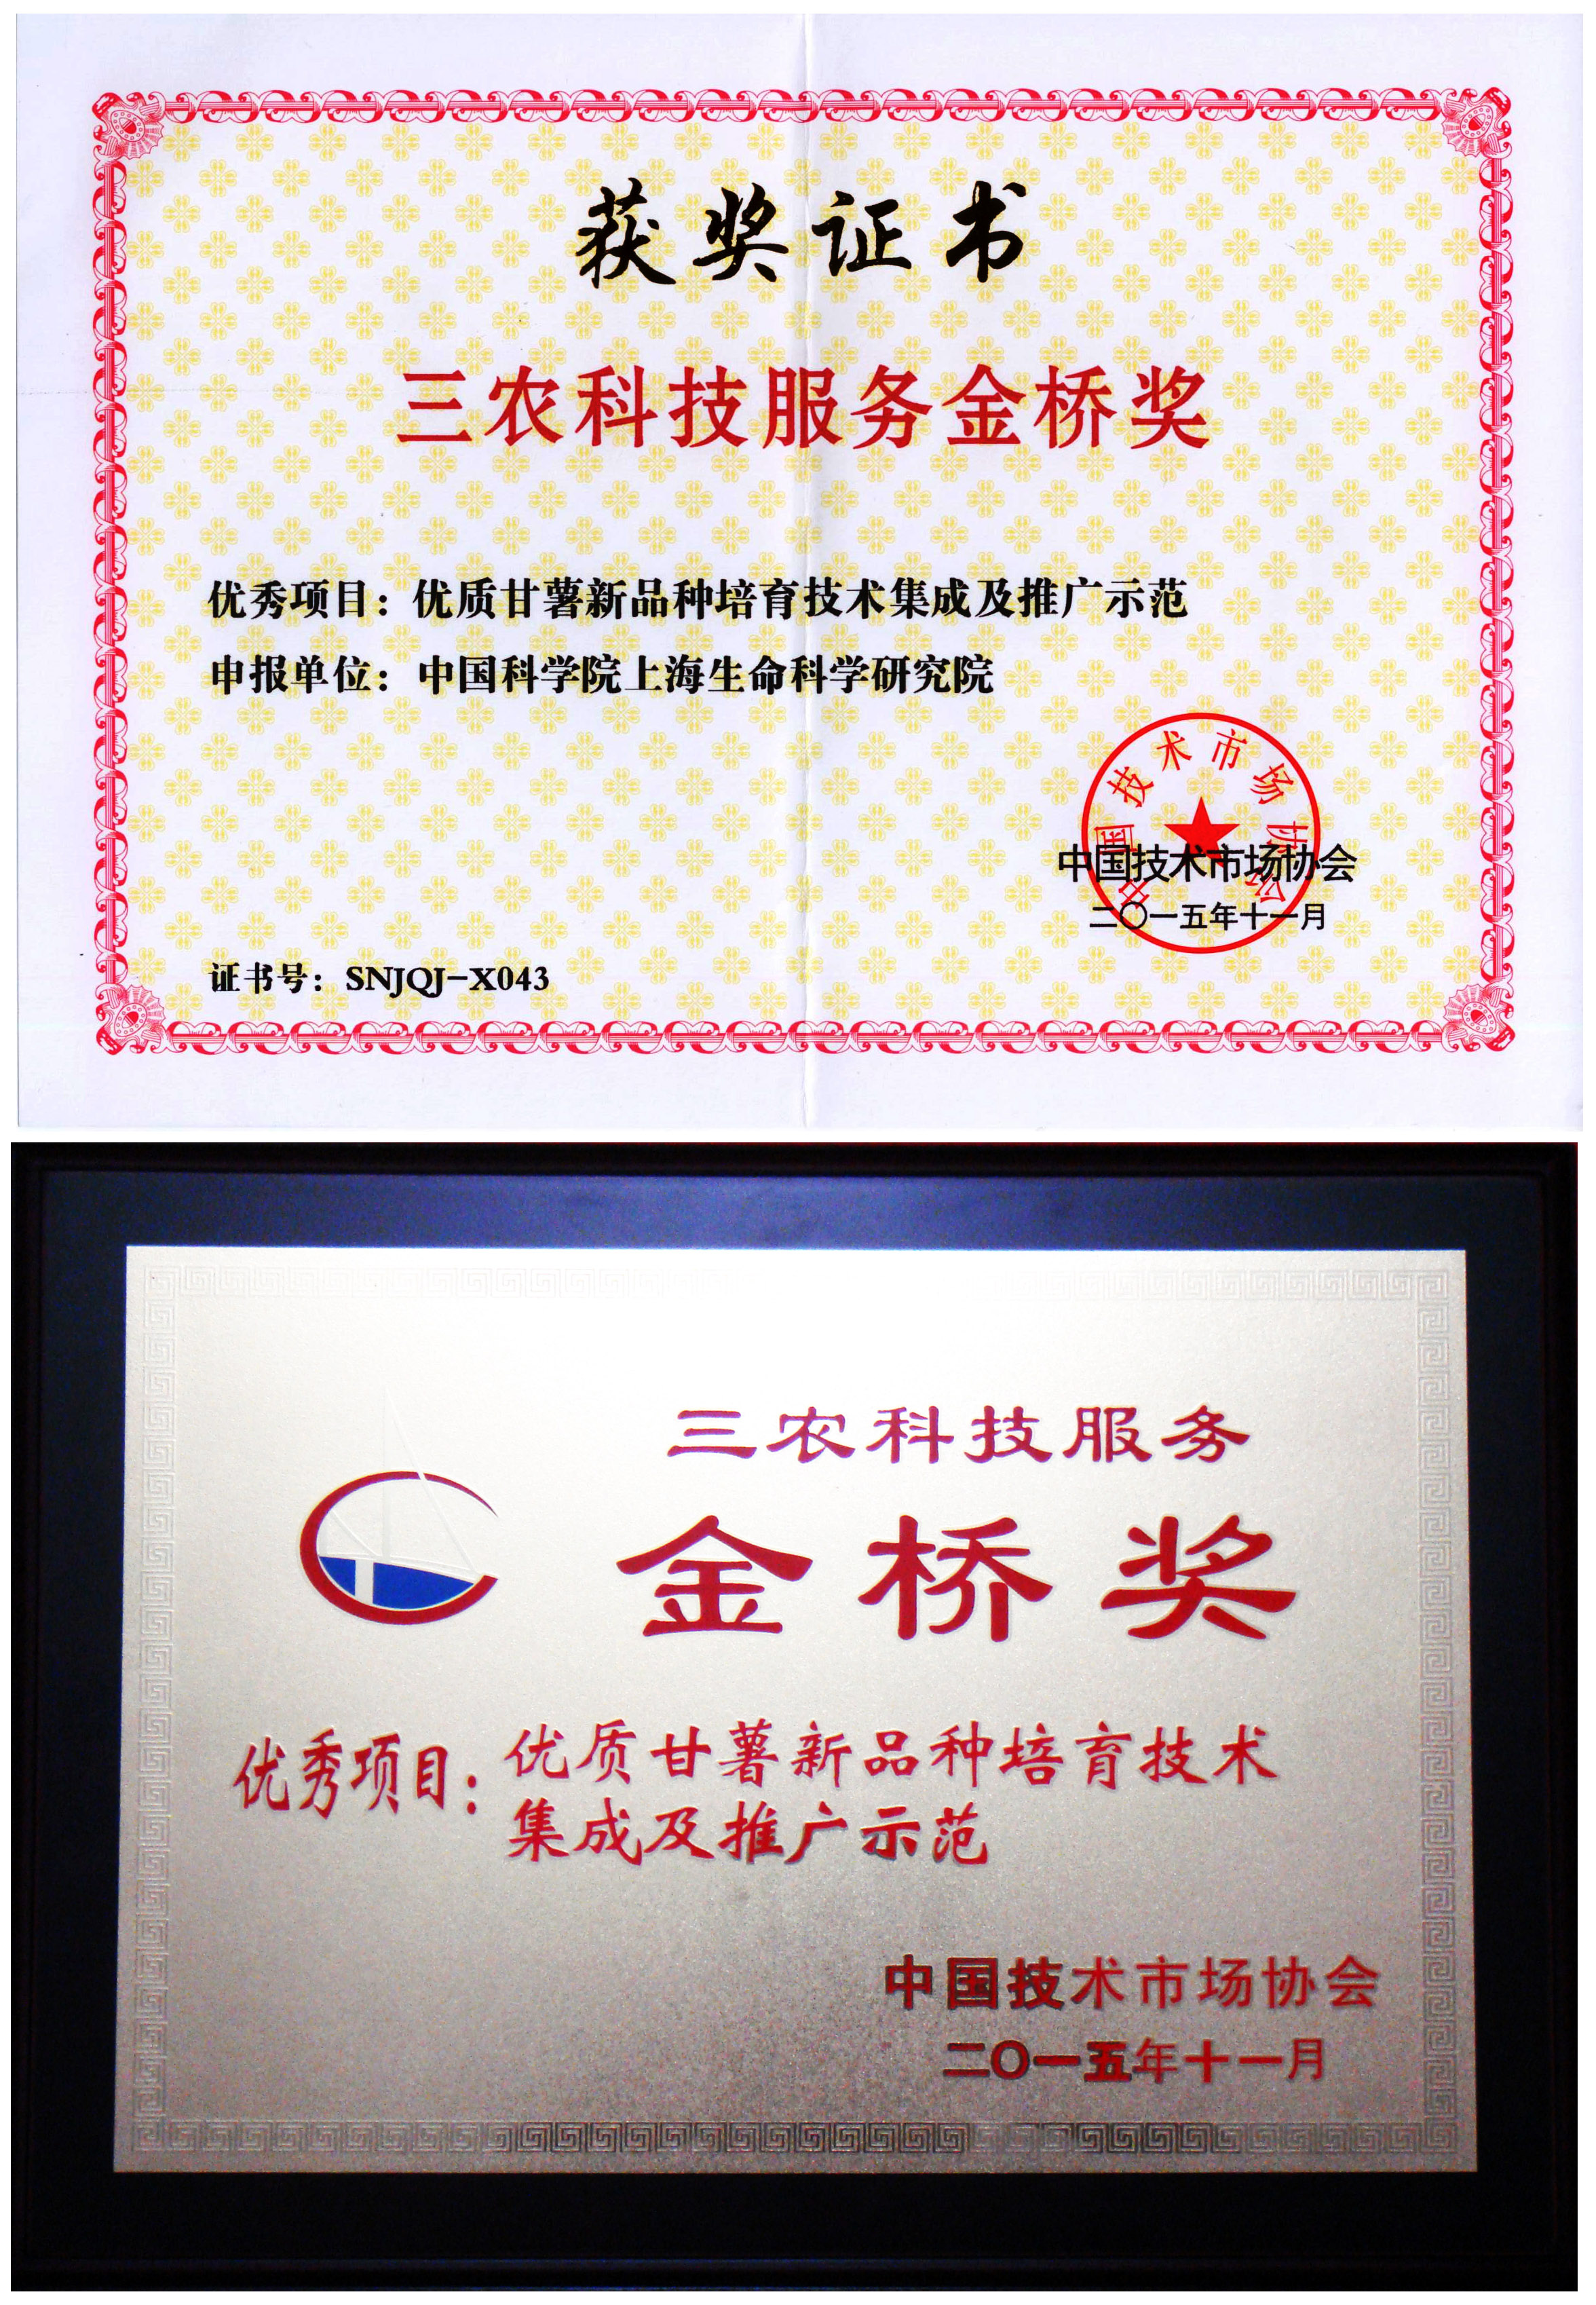 获奖证书
三农科技服务金桥奖
优秀项目：优质甘薯新品种培育技术集成及推广示范
申报单位：中国科学院上海生命科学研究院
中国技术市场协会
中国技术市场协会
二〇一五年十一月
证书号：SNJQJ-X043
三农科技服务
金桥奖
优秀项目：优质甘薯新品种培育技术
集成及推广示范
中国技术市场协会
二〇一五年十一月